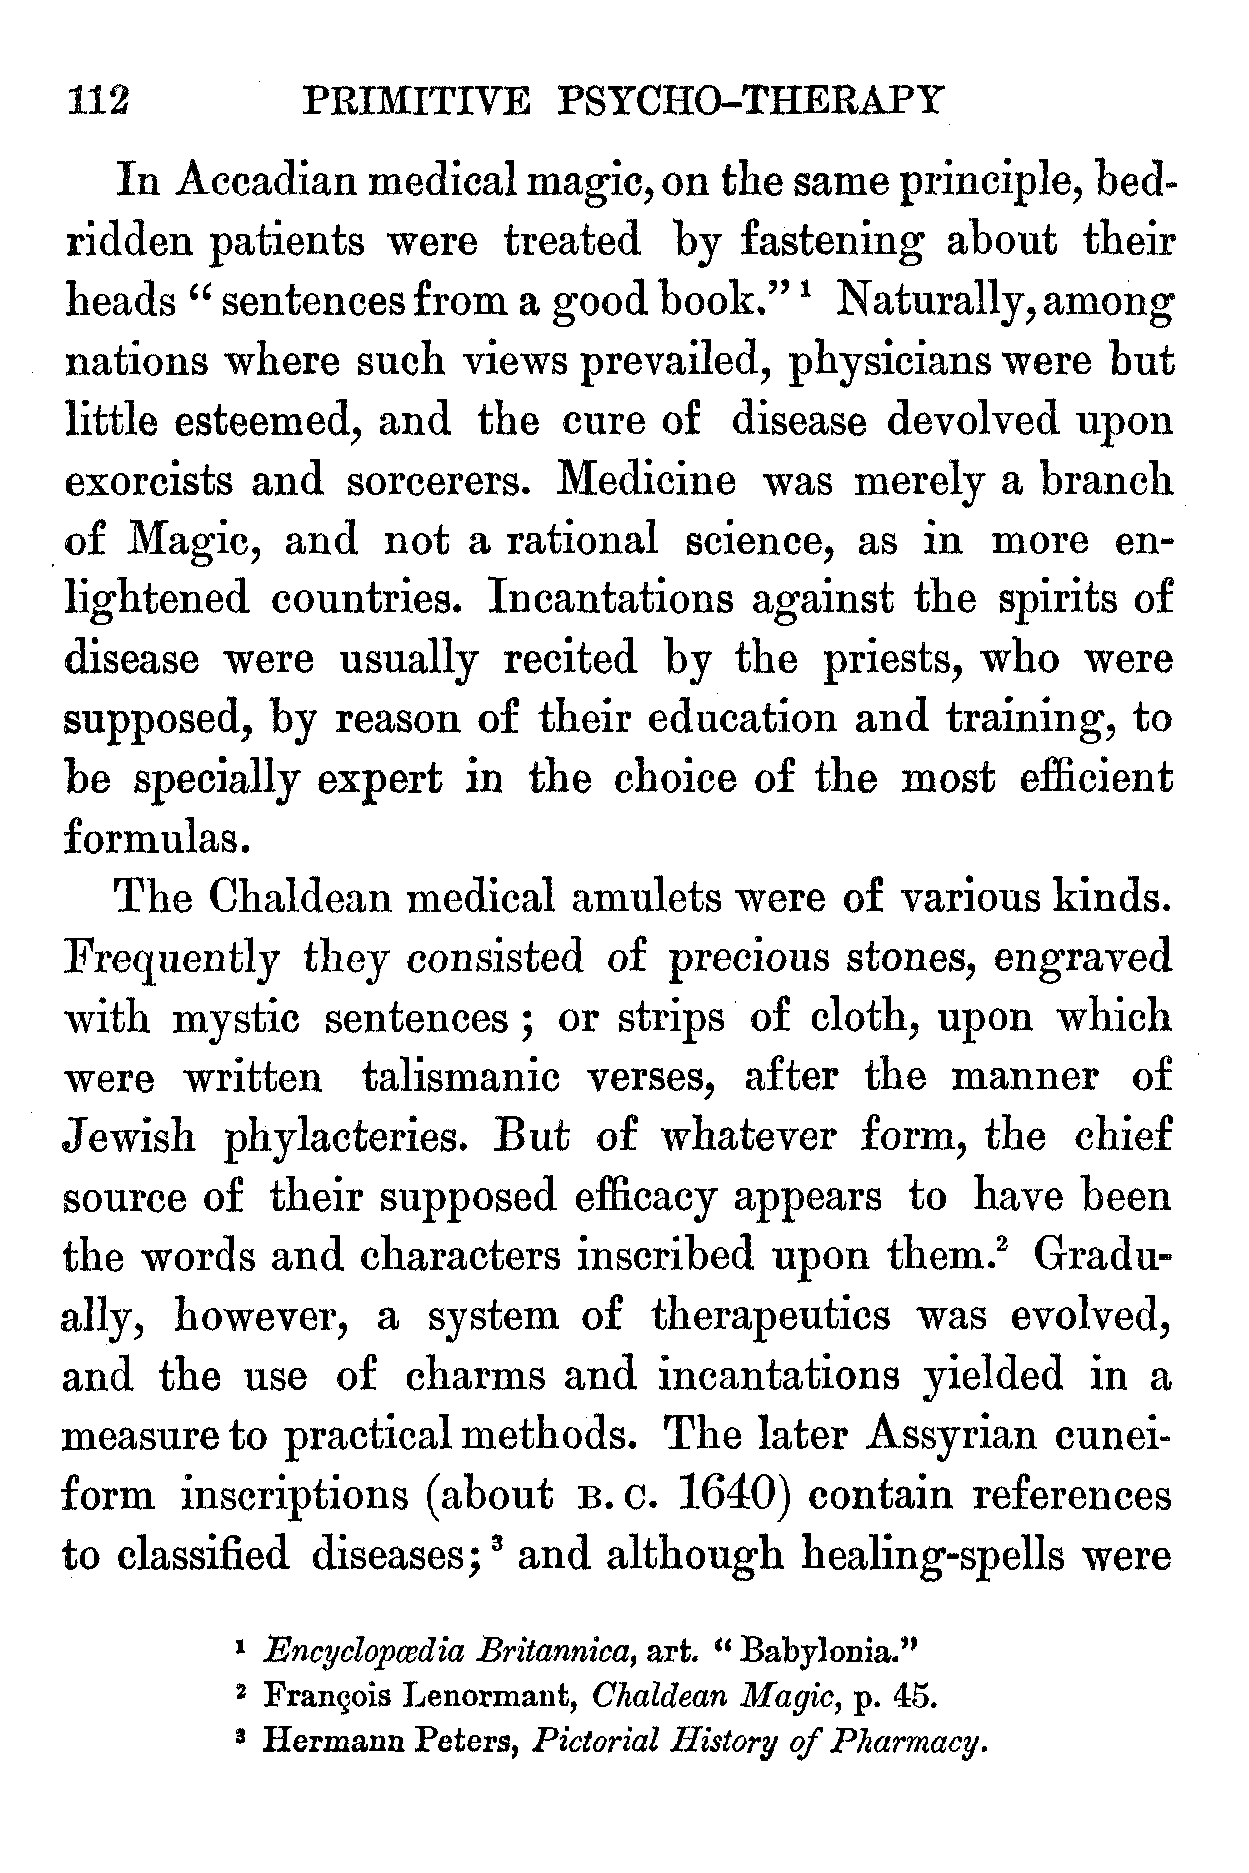 112 PRIMITIVE PSYCHO-THERAPY
In Accadian medical magic, on the same principle, bed-
ridden patients were treated by fastening about their
heads “ sentences from a good book.” ¹ Naturally, among
nations where such views prevailed, physicians were but
little esteemed, and the cure of disease devolved upon
exorcists and sorcerers. Medicine was merely a branch
of Magic, and not a rational science, as in more en-
lightened countries. Incantations against the spirits of
disease were usually recited by the priests, who were
supposed, by reason of their education and training, to
be specially expert in the choice of the most efficient
formulas.
The Chaldean medical amulets were of various kinds.
Frequently they consisted of precious stones, engraved
with mystic sentences ; or strips of cloth, upon which
were written talismanic verses, after the manner of
Jewish phylacteries. But of whatever form, the chief
source of their supposed efficacy appears to have been
the words and characters inscribed upon them.² Gradu-
ally, however, a system of therapeutics was evolved,
and the use of charms and incantations yielded in a
measure to practical methods. The later Assyrian cunei-
form inscriptions (about B. C. 1640) contain references
to classified diseases; ³ and although healing-spells were
¹ Encyclopœdia Britannica, art. “ Babylonia.”
² François Lenormant, Chaldean Magic, p. 45.
³ Hermann Peters, Pictorial History of Pharmacy.